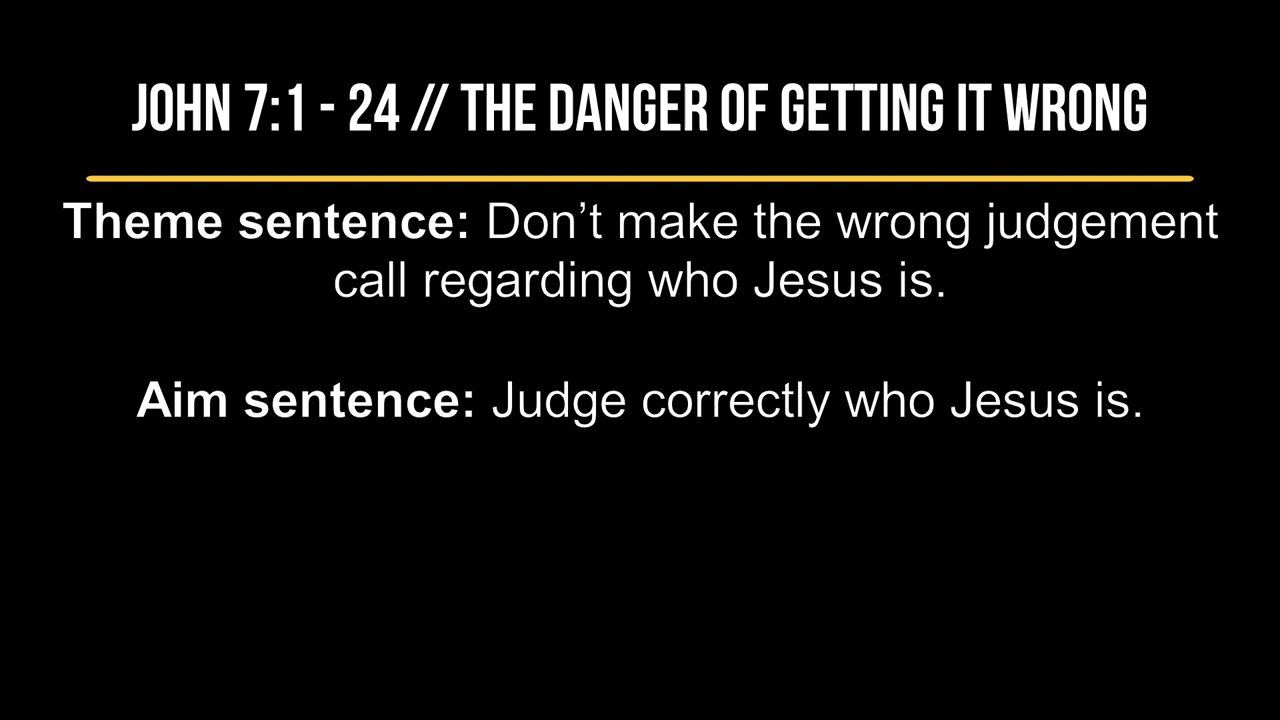 JOHN 7:1 - 24 // THE DANGER OF GETTING IT WRONG
Theme sentence: Don’t make the wrong judgement
call regarding who Jesus is.
Aim sentence: Judge correctly who Jesus is.